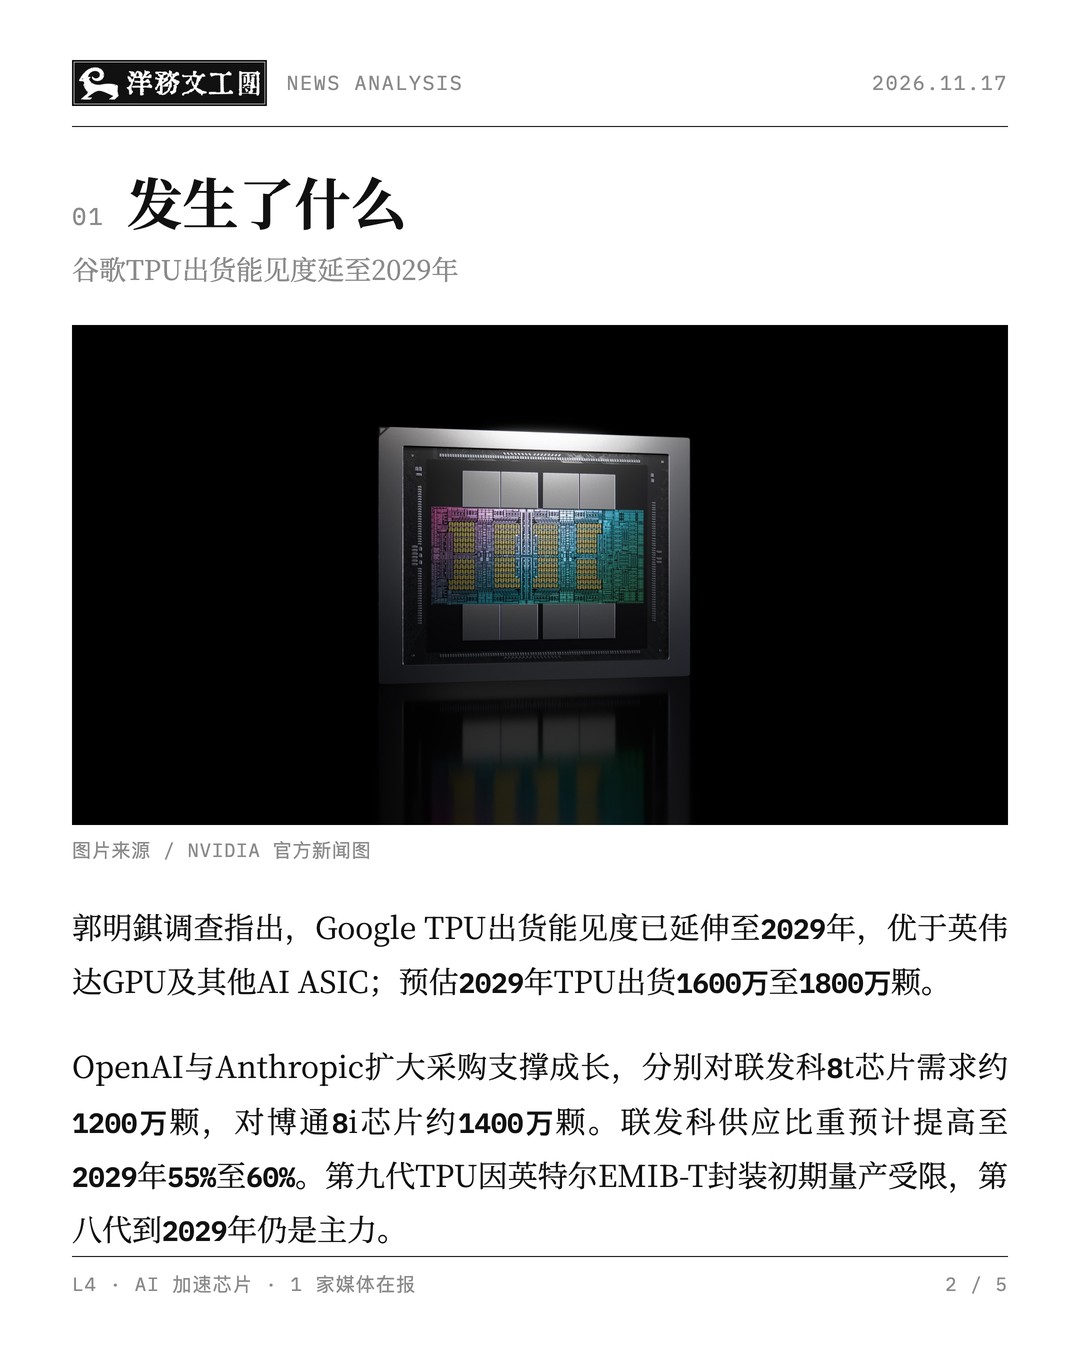 洋務文工團 NEWS ANALYSIS 2026.11.17
01 发生了什么
谷歌TPU出货能见度延至2029年
图片来源 / NVIDIA 官方新闻图
郭明錤调查指出，Google TPU出货能见度已延伸至2029年，优于英伟
达GPU及其他AI ASIC；预估2029年TPU出货1600万至1800万颗。
OpenAI与Anthropic扩大采购支撑成长，分别对联发科8t芯片需求约
1200万颗，对博通8i芯片约1400万颗。联发科供应比重预计提高至
2029年55%至60%。第九代TPU因英特尔EMIB-T封装初期量产受限，第
八代到2029年仍是主力。
L4 · AI 加速芯片 · 1 家媒体在报 2 / 5